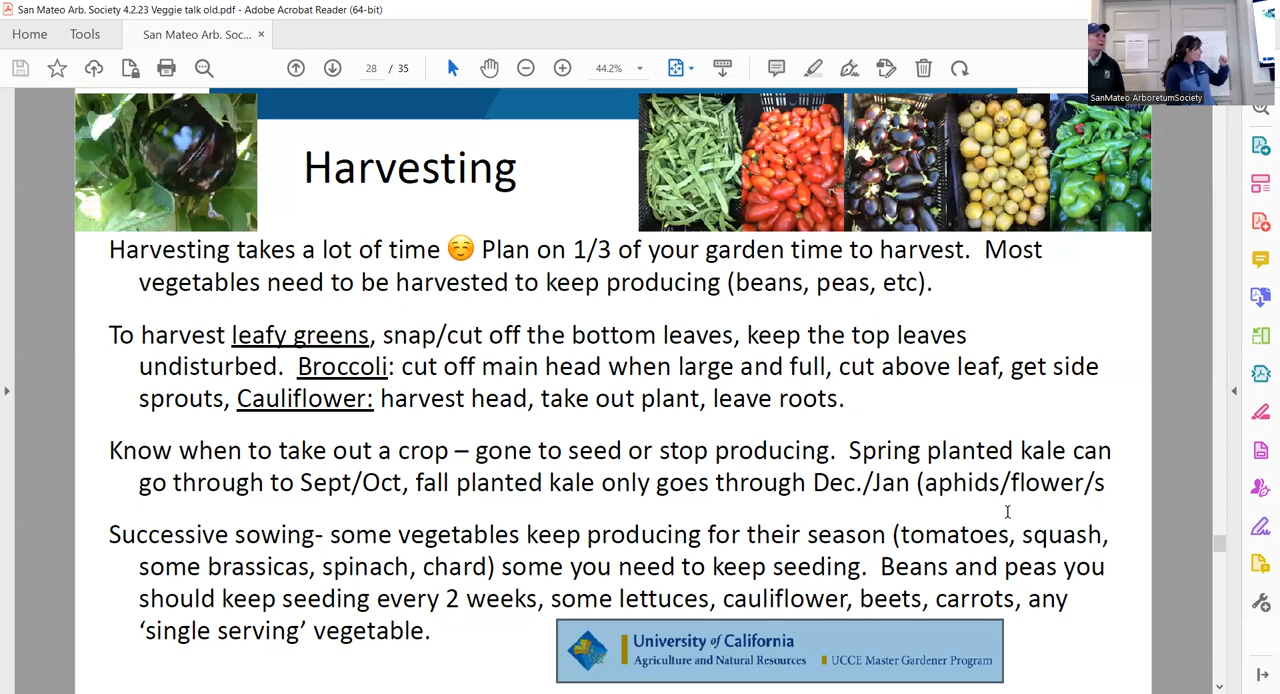 San Mateo Arb. Society 4.2.23 Veggie talk old.pdf - Adobe Acrobat Reader (64-bit)
Home Tools San Mateo Arb. Soc... ×
28 / 35 44.2%
SanMateo ArboretumSociety
Harvesting
Harvesting takes a lot of time ☺️ Plan on 1/3 of your garden time to harvest. Most
vegetables need to be harvested to keep producing (beans, peas, etc).
To harvest leafy greens, snap/cut off the bottom leaves, keep the top leaves
undisturbed. Broccoli: cut off main head when large and full, cut above leaf, get side
sprouts, Cauliflower: harvest head, take out plant, leave roots.
Know when to take out a crop – gone to seed or stop producing. Spring planted kale can
go through to Sept/Oct, fall planted kale only goes through Dec./Jan (aphids/flower/s
Successive sowing- some vegetables keep producing for their season (tomatoes, squash,
some brassicas, spinach, chard) some you need to keep seeding. Beans and peas you
should keep seeding every 2 weeks, some lettuces, cauliflower, beets, carrots, any
‘single serving’ vegetable.
University of California
Agriculture and Natural Resources UCCE Master Gardener Program